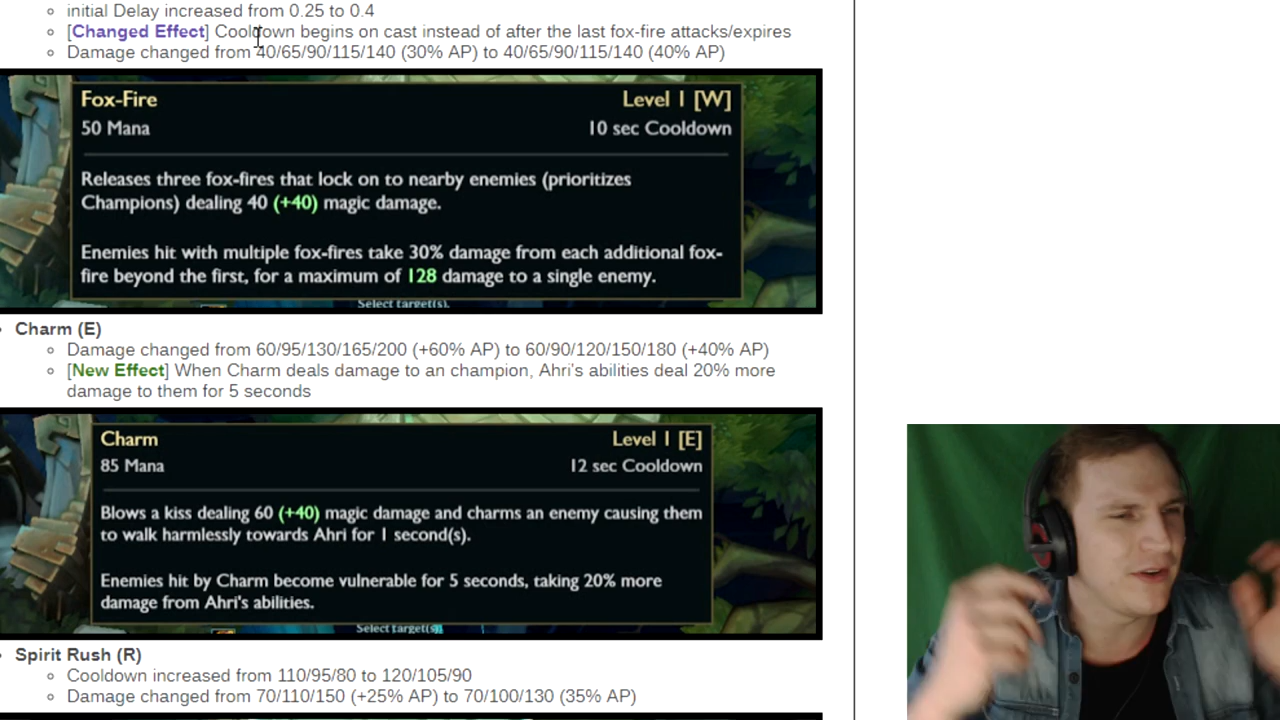 initial Delay increased from 0.25 to 0.4
[Changed Effect] Cooldown begins on cast instead of after the last fox-fire attacks/expires
Damage changed from 40/65/90/115/140 (30% AP) to 40/65/90/115/140 (40% AP)
Fox-Fire Level 1 [W]
50 Mana 10 sec Cooldown
Releases three fox-fires that lock on to nearby enemies (prioritizes
Champions) dealing 40 (+40) magic damage.
Enemies hit with multiple fox-fires take 30% damage from each additional fox-
fire beyond the first, for a maximum of 128 damage to a single enemy.
Select target(s).
Charm (E)
Damage changed from 60/95/130/165/200 (+60% AP) to 60/90/120/150/180 (+40% AP)
[New Effect] When Charm deals damage to an champion, Ahri's abilities deal 20% more
damage to them for 5 seconds
Charm Level 1 [E]
85 Mana 12 sec Cooldown
Blows a kiss dealing 60 (+40) magic damage and charms an enemy causing them
to walk harmlessly towards Ahri for 1 second(s).
Enemies hit by Charm become vulnerable for 5 seconds, taking 20% more
damage from Ahri's abilities.
Select target(s).
Spirit Rush (R)
Cooldown increased from 110/95/80 to 120/105/90
Damage changed from 70/110/150 (+25% AP) to 70/100/130 (35% AP)